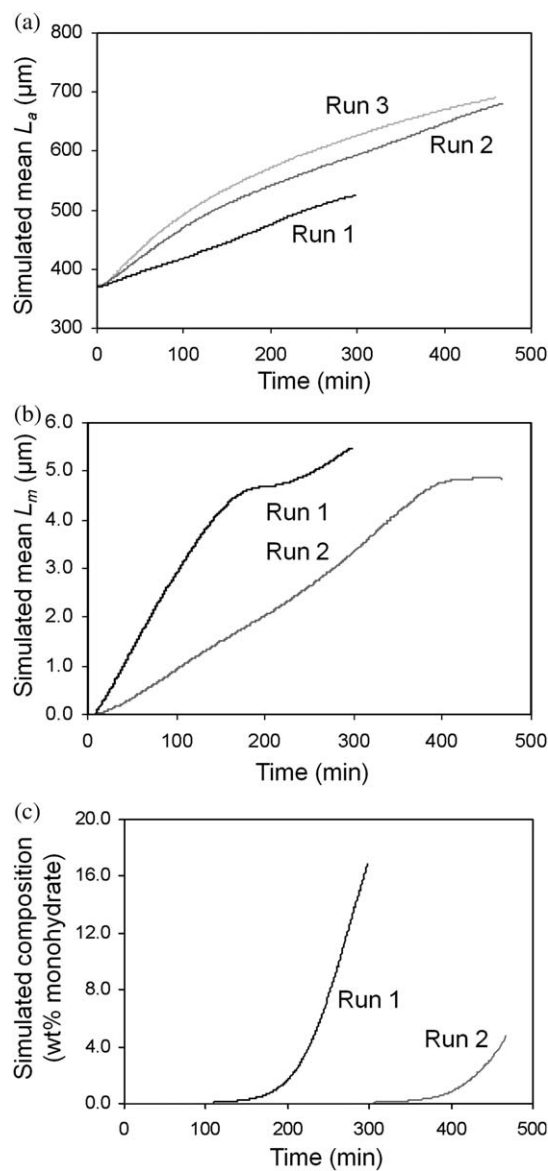 (a)
800
700
600
500
400
300
Simulated mean La (µm)
Run 3
Run 2
Run 1
0 100 200 300 400 500
Time (min)
(b)
6.0
5.0
4.0
3.0
2.0
1.0
0.0
Simulated mean Lm (µm)
Run 1
Run 2
0 100 200 300 400 500
Time (min)
(c)
20.0
16.0
12.0
8.0
4.0
0.0
Simulated composition
(wt% monohydrate)
Run 1
Run 2
0 100 200 300 400 500
Time (min)